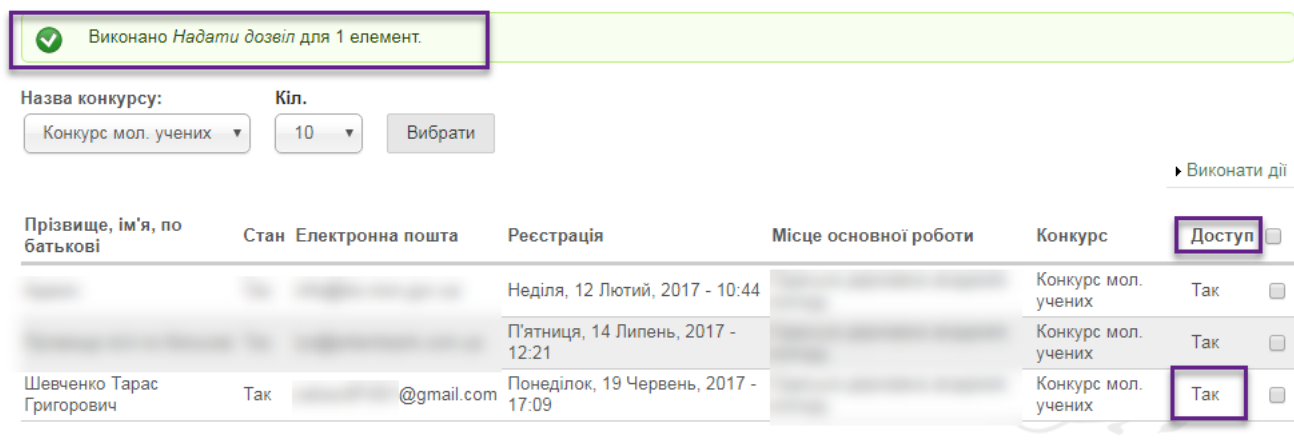 Виконано Надати дозвіл для 1 елемент.
Назва конкурсу: Кіл.
Конкурс мол. учених 10 Вибрати
Виконати дії
Прізвище, ім'я, по
батькові
Стан Електронна пошта Реєстрація Місце основної роботи Конкурс Доступ
Неділя, 12 Лютий, 2017 - 10:44
Конкурс мол.
учених
Так
П'ятниця, 14 Липень, 2017 -
12:21
Конкурс мол.
учених
Так
Шевченко Тарас
Григорович
Так
@gmail.com
Понеділок, 19 Червень, 2017 -
17:09
Конкурс мол.
учених
Так